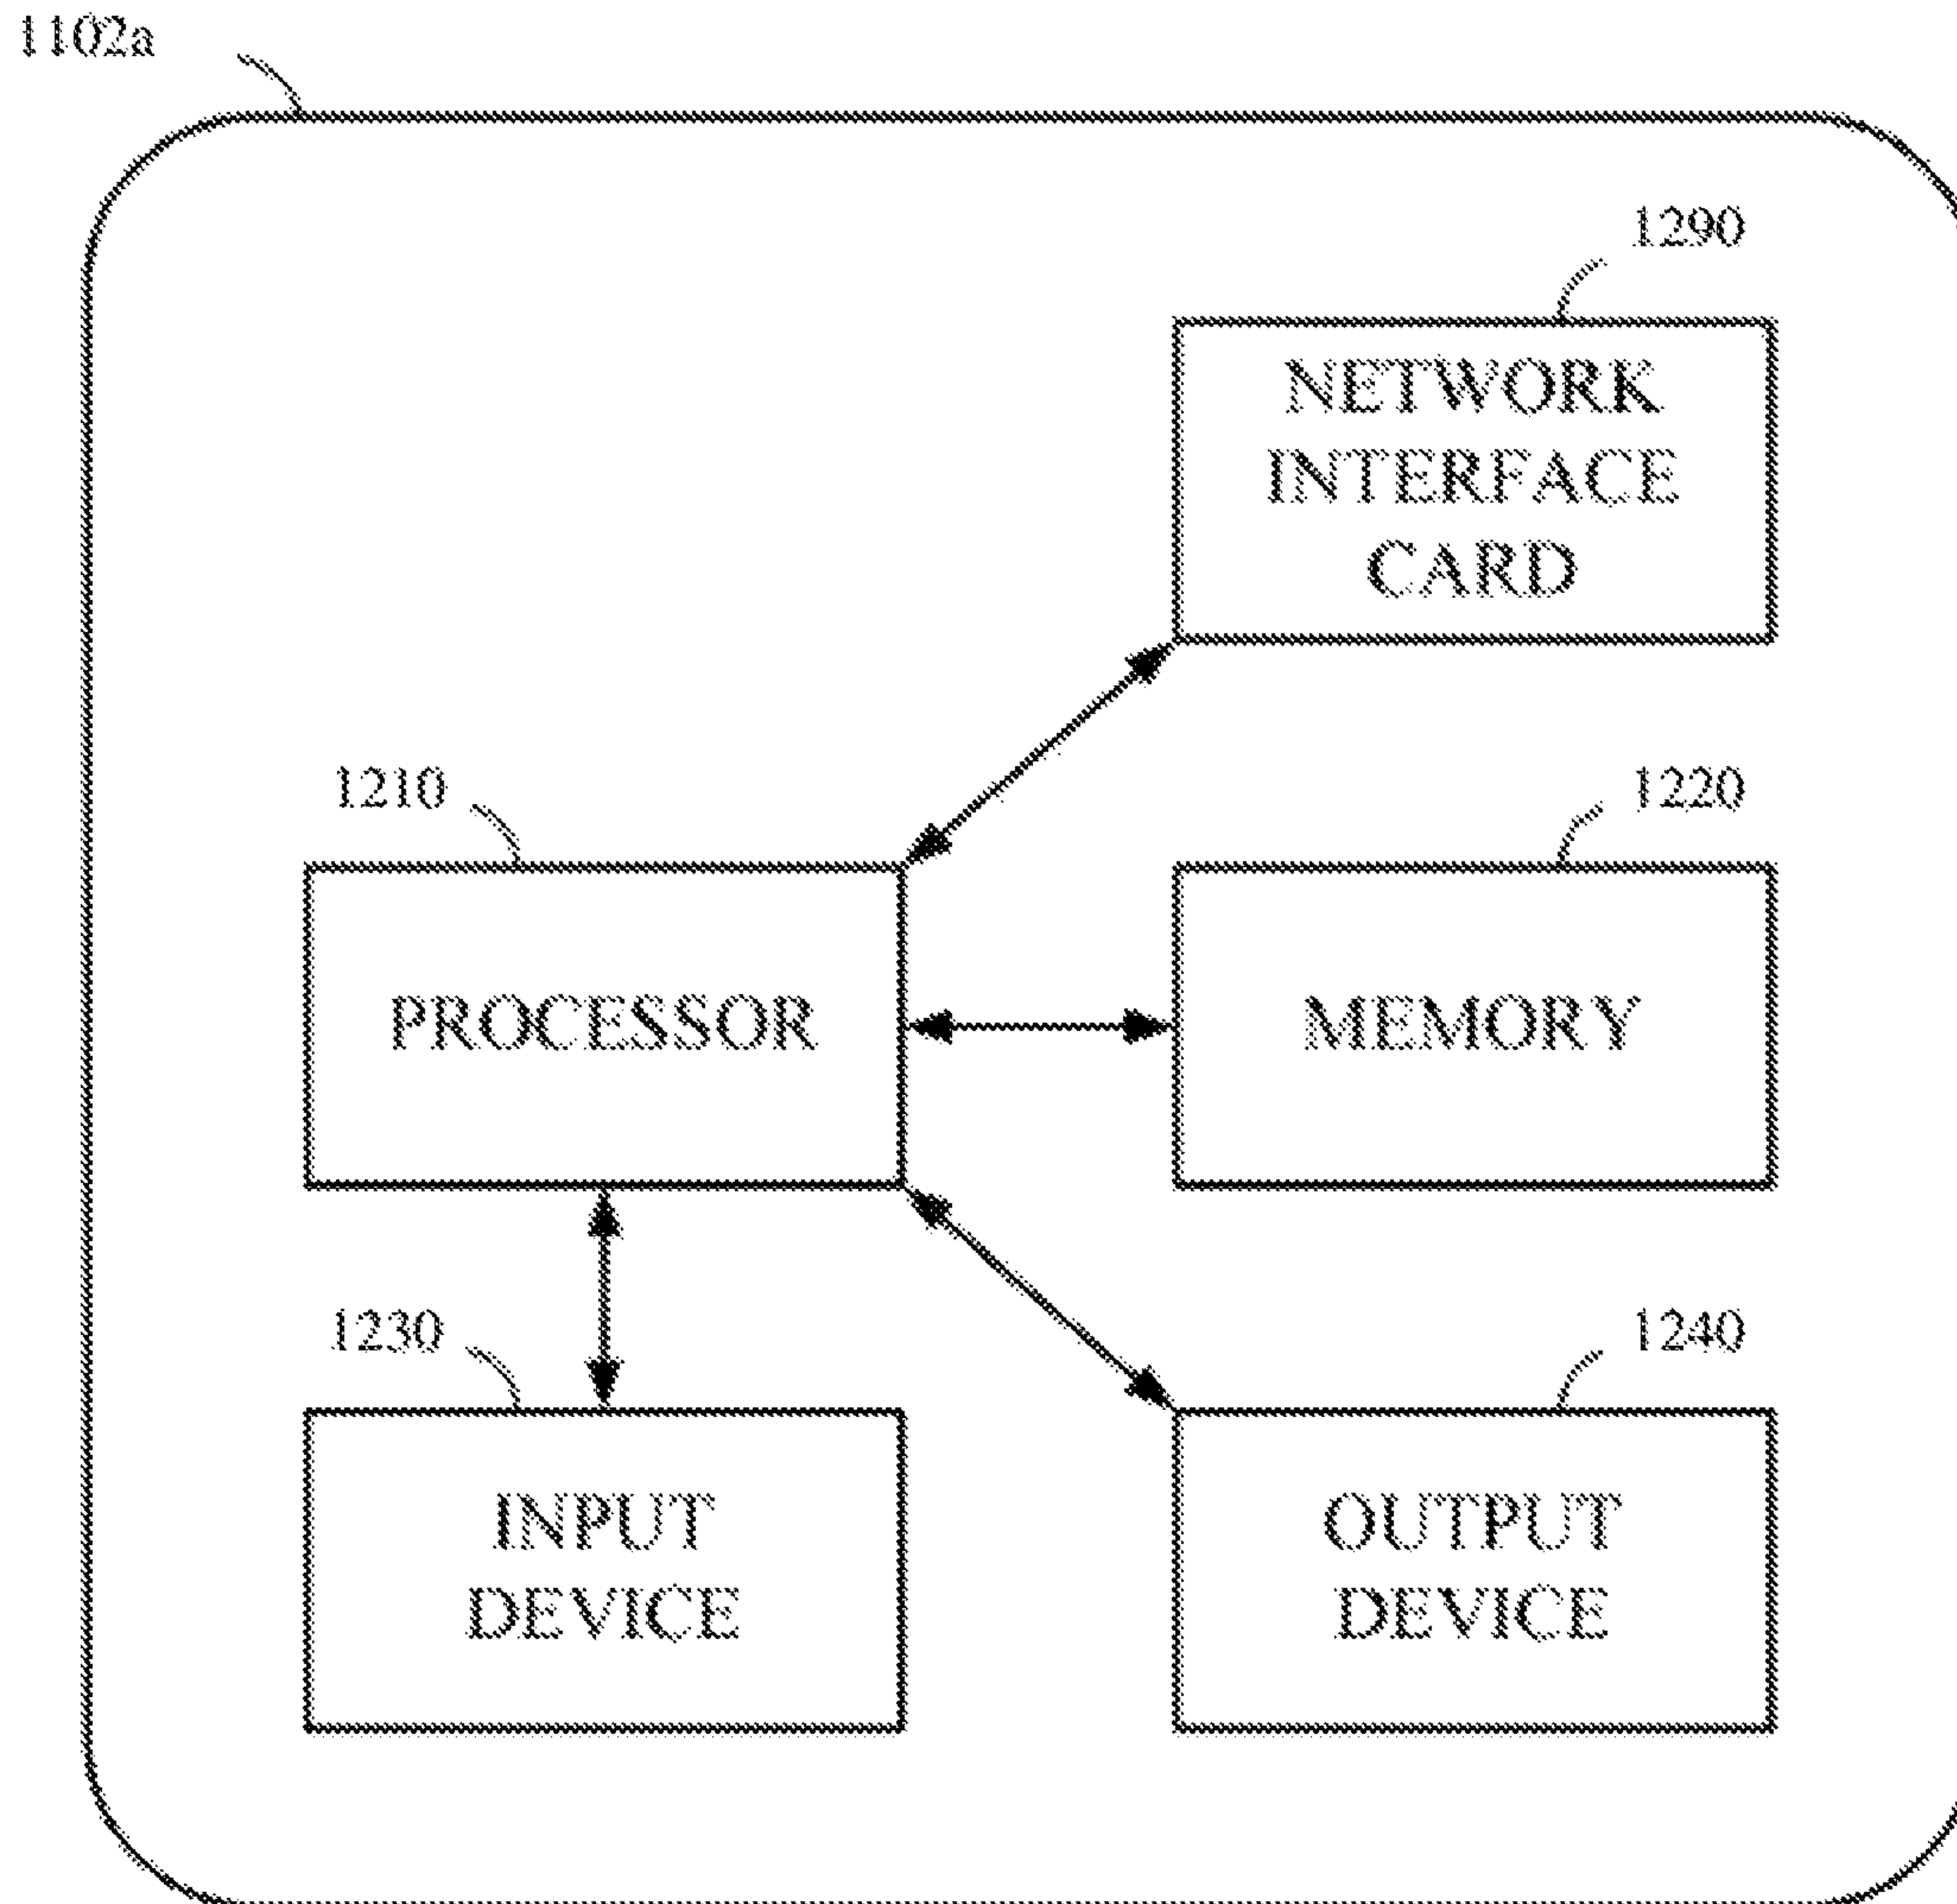 1102a
1290
NETWORK
INTERFACE
CARD
1210
1220
PROCESSOR
MEMORY
1230
1240
INPUT
DEVICE
OUTPUT
DEVICE